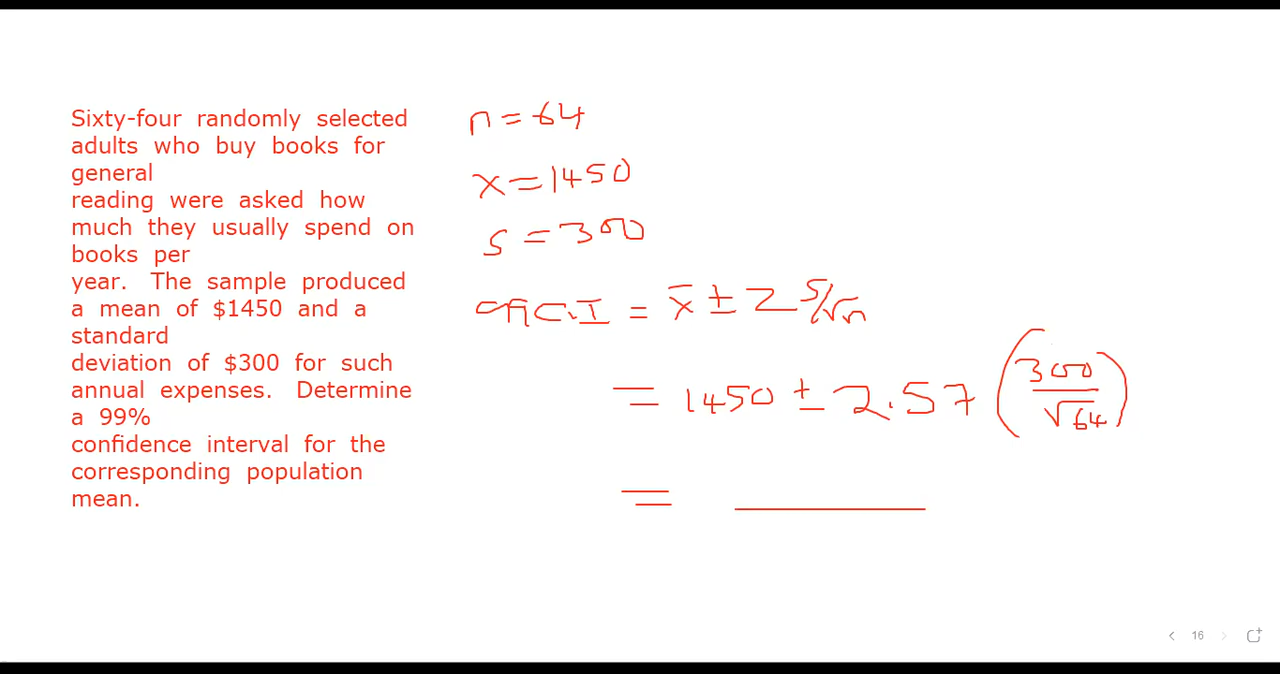 Sixty-four randomly selected
adults who buy books for
general
reading were asked how
much they usually spend on
books per
year. The sample produced
a mean of $1450 and a
standard
deviation of $300 for such
annual expenses. Determine
a 99%
confidence interval for the
corresponding population
mean.
n = 64
x = 1450
s = 300
99 C.I = x̄ ± Z S/√n
= 1450 ± 2.57 (300/√64)
=
16